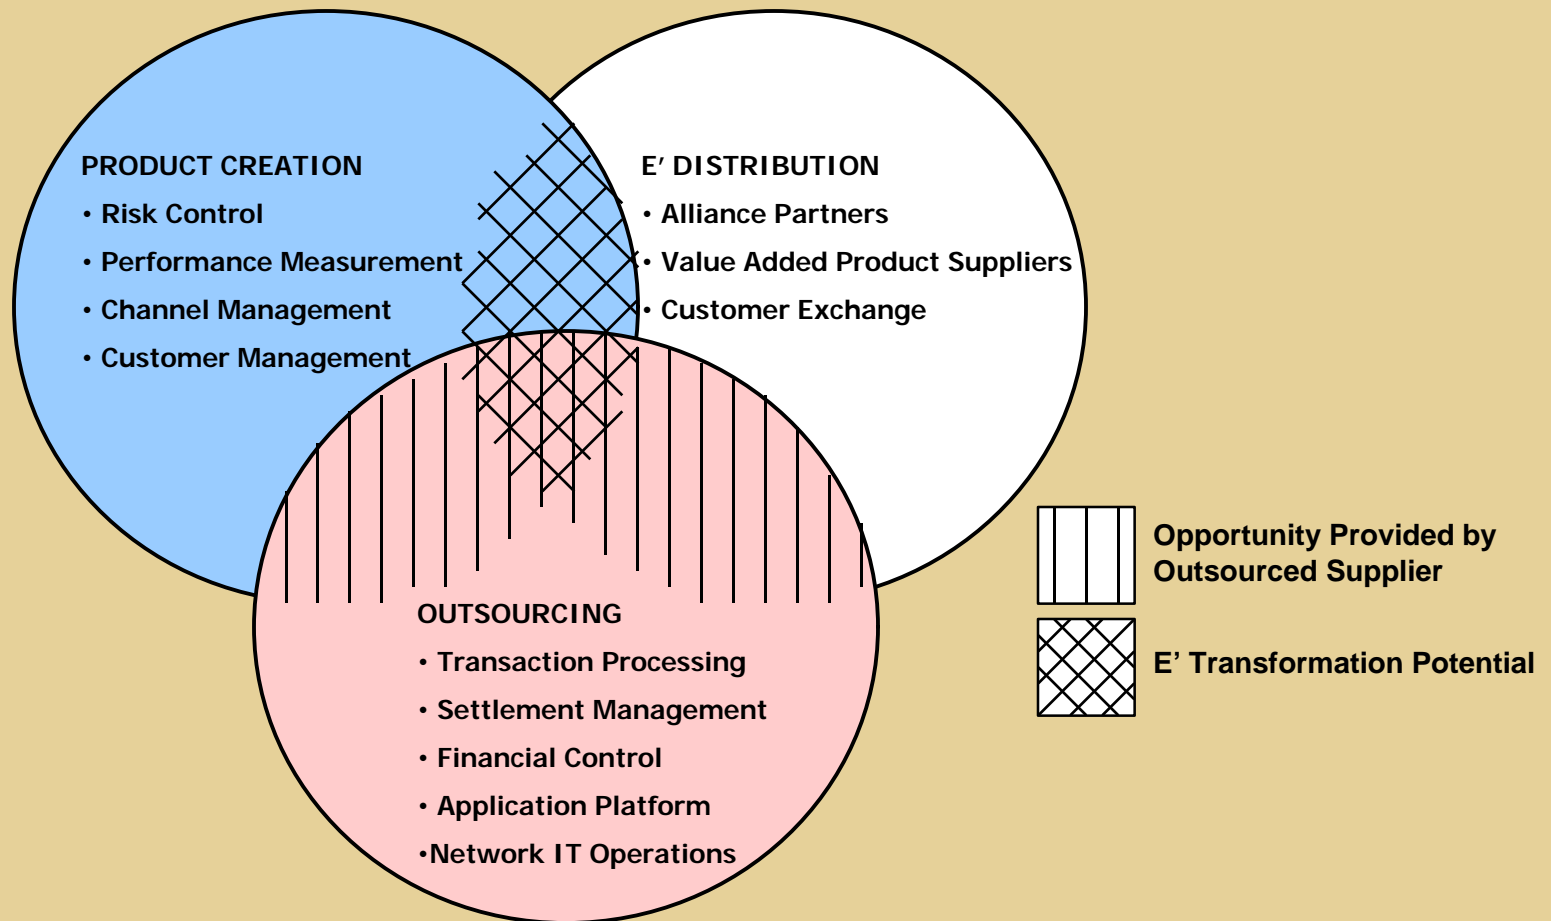 PRODUCT CREATION
• Risk Control
• Performance Measurement
• Channel Management
• Customer Management
E' DISTRIBUTION
• Alliance Partners
• Value Added Product Suppliers
• Customer Exchange
OUTSOURCING
• Transaction Processing
• Settlement Management
• Financial Control
• Application Platform
•Network IT Operations
Opportunity Provided by
Outsourced Supplier
E' Transformation Potential